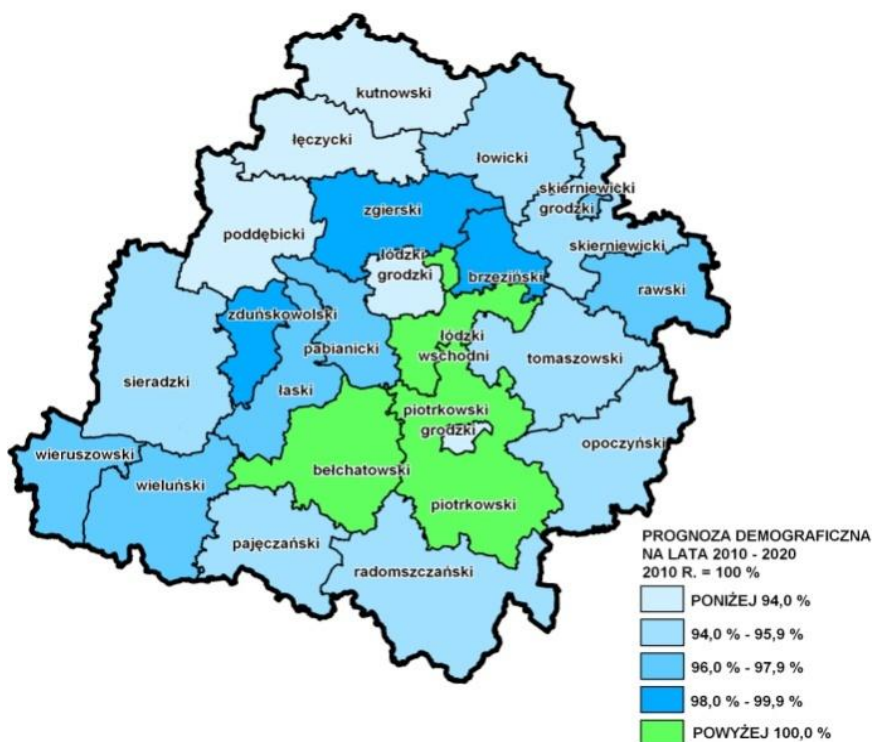 kutnowski
łęczycki
łowicki
skierniewicki
grodzki
zgierski
poddębicki
skierniewicki
łódzki
grodzki
brzeziński
rawski
zduńskowolski
łódzki
wschodni
pabianicki
tomaszowski
sieradzki
łaski
piotrkowski
grodzki
opoczyński
wieruszowski
bełchatowski
wieluński
piotrkowski
pajęczański
radomszczański
PROGNOZA DEMOGRAFICZNA
NA LATA 2010 - 2020
2010 R. = 100 %
PONIŻEJ 94,0 %
94,0 % - 95,9 %
96,0 % - 97,9 %
98,0 % - 99,9 %
POWYŻEJ 100,0 %